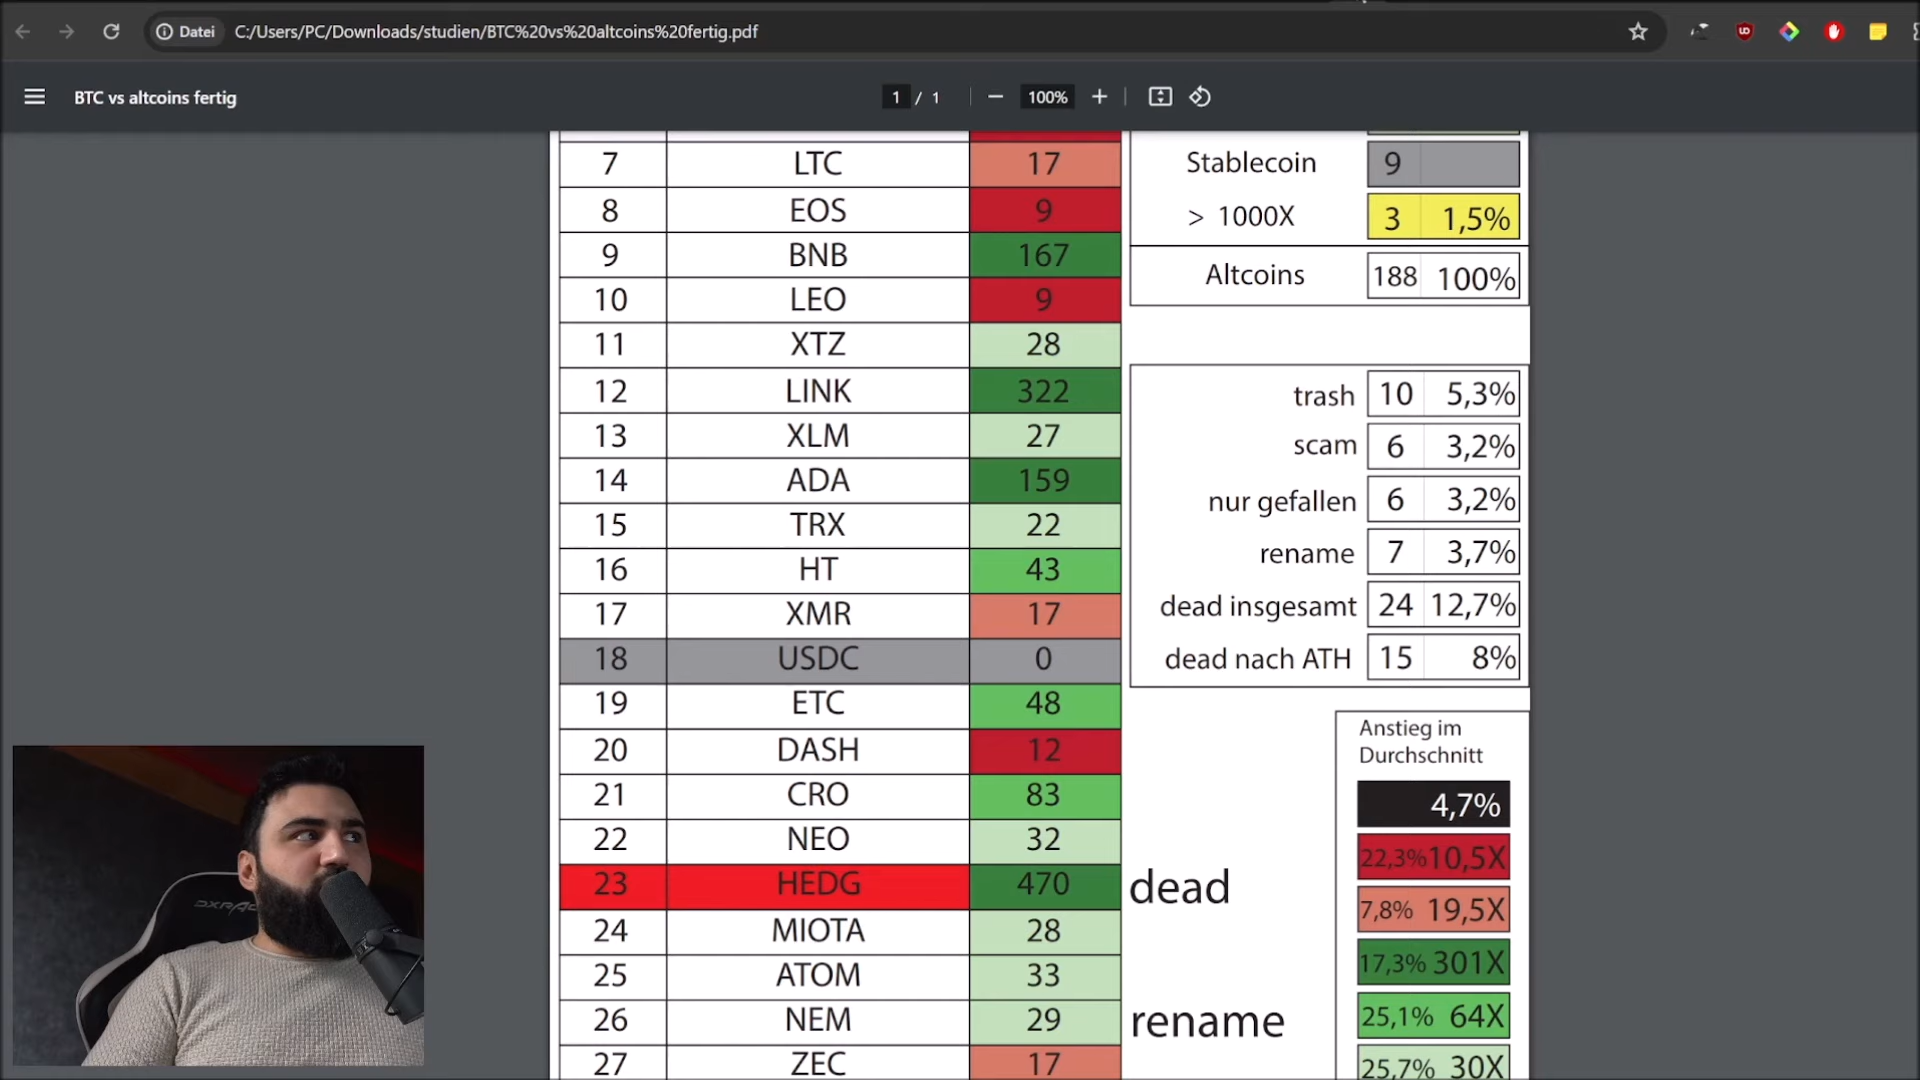 Datei C:/Users/PC/Downloads/studien/BTC%20vs%20altcoins%20fertig.pdf
BTC vs altcoins fertig 1 / 1 100%
7 LTC 17
8 EOS 9
9 BNB 167
10 LEO 9
11 XTZ 28
12 LINK 322
13 XLM 27
14 ADA 159
15 TRX 22
16 HT 43
17 XMR 17
18 USDC 0
19 ETC 48
20 DASH 12
21 CRO 83
22 NEO 32
23 HEDG 470 dead
24 MIOTA 28
25 ATOM 33
26 NEM 29 rename
27 ZEC 17
Stablecoin 9
> 1000X 3 1,5%
Altcoins 188 100%
trash 10 5,3%
scam 6 3,2%
nur gefallen 6 3,2%
rename 7 3,7%
dead insgesamt 24 12,7%
dead nach ATH 15 8%
Anstieg im
Durchschnitt
4,7%
22,3% 10,5X
7,8% 19,5X
17,3% 301X
25,1% 64X
25,7% 30X